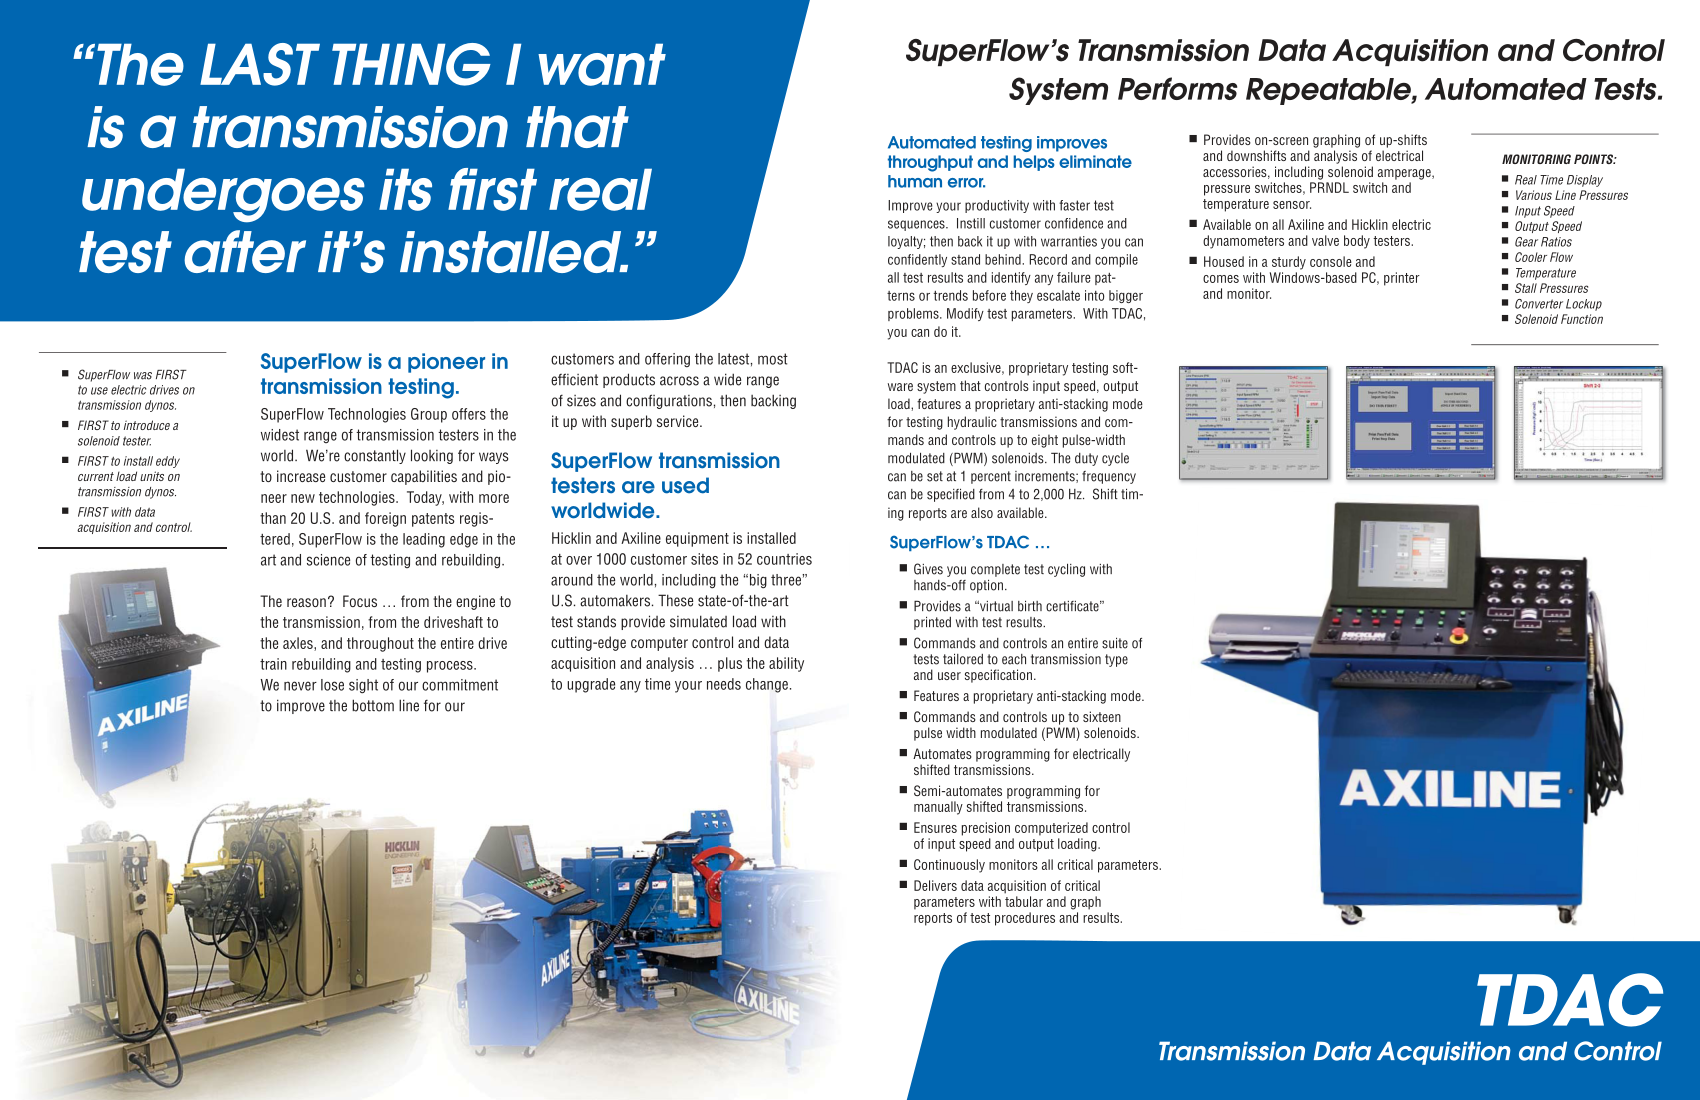 “The LAST THING I want
is a transmission that
undergoes its first real
test after it’s installed.”
SuperFlow was FIRST
to use electric drives on
transmission dynos.
FIRST to introduce a
solenoid tester.
FIRST to install eddy
current load units on
transmission dynos.
FIRST with data
acquisition and control.
SuperFlow is a pioneer in
transmission testing.
SuperFlow Technologies Group offers the
widest range of transmission testers in the
world.  We’re constantly looking for ways
to increase customer capabilities and pio-
neer new technologies.  Today, with more
than 20 U.S. and foreign patents regis-
tered, SuperFlow is the leading edge in the
art and science of testing and rebuilding.
The reason?  Focus … from the engine to
the transmission, from the driveshaft to
the axles, and throughout the entire drive
train rebuilding and testing process.
We never lose sight of our commitment
to improve the bottom line for our
customers and offering the latest, most
efficient products across a wide range
of sizes and configurations, then backing
it up with superb service.
SuperFlow transmission
testers are used
worldwide.
Hicklin and Axiline equipment is installed
at over 1000 customer sites in 52 countries
around the world, including the “big three”
U.S. automakers. These state-of-the-art
test stands provide simulated load with
cutting-edge computer control and data
acquisition and analysis … plus the ability
to upgrade any time your needs change.
AXILINE
HICKLIN
ENGINEERING
AXILINE
AXILINE
SuperFlow’s Transmission Data Acquisition and Control
System Performs Repeatable, Automated Tests.
Automated testing improves
throughput and helps eliminate
human error.
Improve your productivity with faster test
sequences.  Instill customer confidence and
loyalty; then back it up with warranties you can
confidently stand behind. Record and compile
all test results and identify any failure pat-
terns or trends before they escalate into bigger
problems. Modify test parameters.  With TDAC,
you can do it.
TDAC is an exclusive, proprietary testing soft-
ware system that controls input speed, output
load, features a proprietary anti-stacking mode
for testing hydraulic transmissions and com-
mands and controls up to eight pulse-width
modulated (PWM) solenoids. The duty cycle
can be set at 1 percent increments; frequency
can be specified from 4 to 2,000 Hz.  Shift tim-
ing reports are also available.
SuperFlow’s TDAC …
Gives you complete test cycling with
hands-off option.
Provides a “virtual birth certificate”
printed with test results.
Commands and controls an entire suite of
tests tailored to each transmission type
and user specification.
Features a proprietary anti-stacking mode.
Commands and controls up to sixteen
pulse width modulated (PWM) solenoids.
Automates programming for electrically
shifted transmissions.
Semi-automates programming for
manually shifted transmissions.
Ensures precision computerized control
of input speed and output loading.
Continuously monitors all critical parameters.
Delivers data acquisition of critical
parameters with tabular and graph
reports of test procedures and results.
Provides on-screen graphing of up-shifts
and downshifts and analysis of electrical
accessories, including solenoid amperage,
pressure switches, PRNDL switch and
temperature sensor.
Available on all Axiline and Hicklin electric
dynamometers and valve body testers.
Housed in a sturdy console and
comes with Windows-based PC, printer
and monitor.
MONITORING POINTS:
Real Time Display
Various Line Pressures
Input Speed
Output Speed
Gear Ratios
Cooler Flow
Temperature
Stall Pressures
Converter Lockup
Solenoid Function
TDAC
Shift 2-3
HICKLIN
AXILINE
TDAC
Transmission Data Acquisition and Control